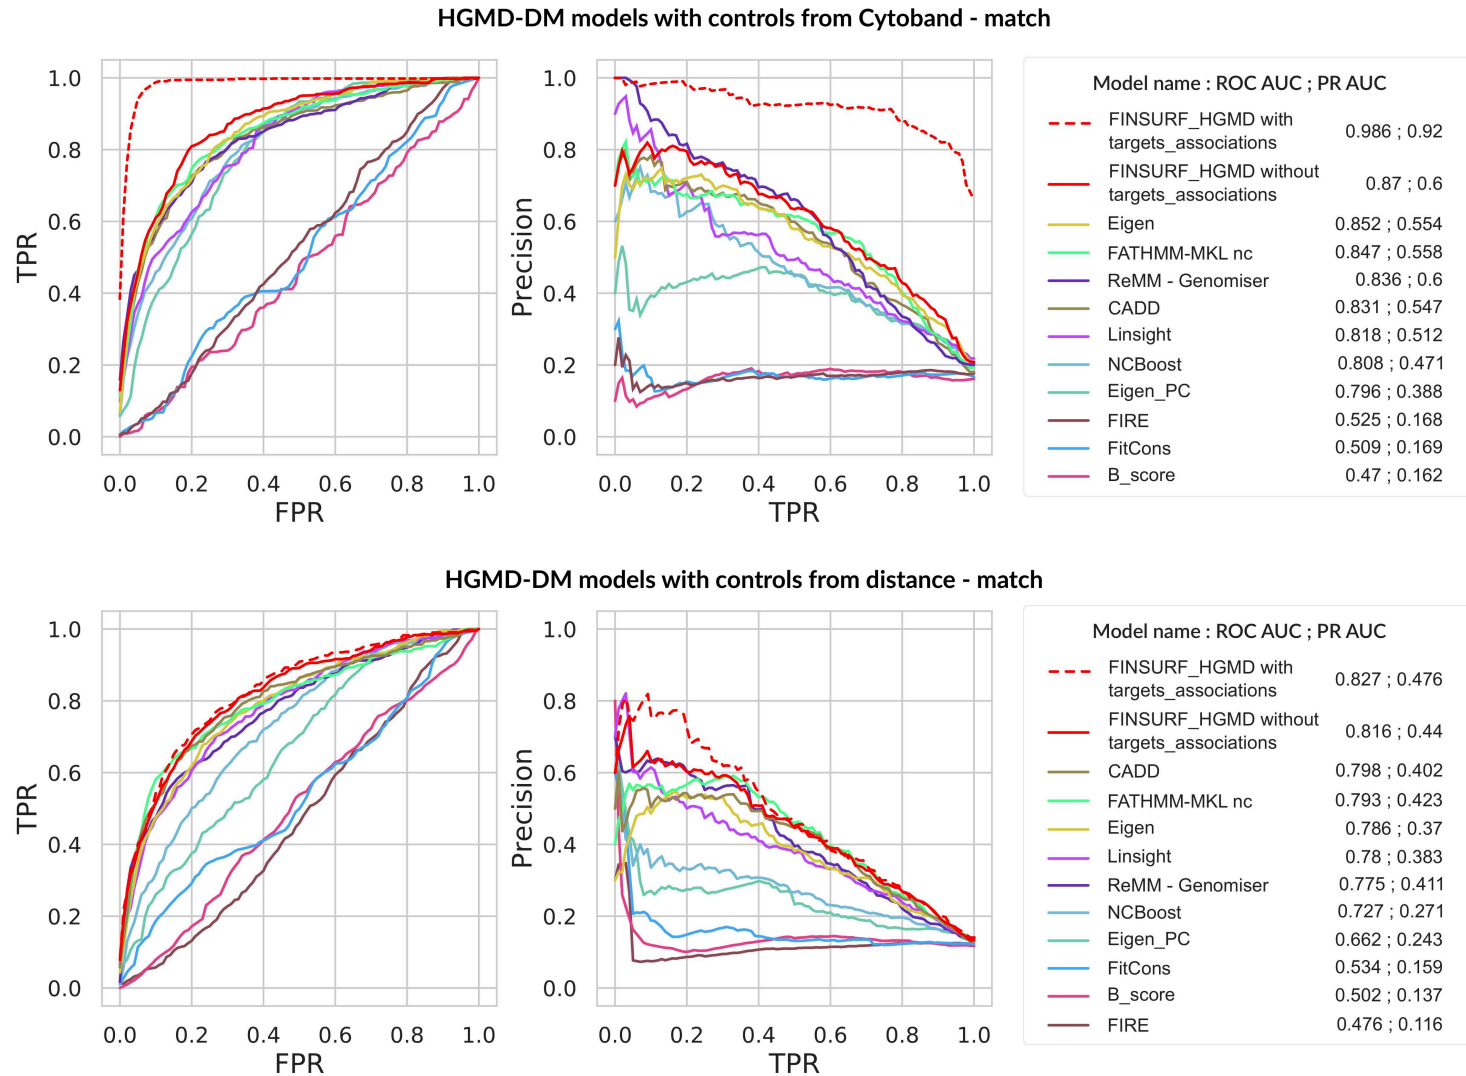 HGMD-DM models with controls from Cytoband - match
TPR
1.0
0.8
0.6
0.4
0.2
0.0
0.0 0.2 0.4 0.6 0.8 1.0
FPR
Precision
1.0
0.8
0.6
0.4
0.2
0.0
0.0 0.2 0.4 0.6 0.8 1.0
TPR
Model name : ROC AUC ; PR AUC
FINSURF_HGMD with
targets_associations 0.986 ; 0.92
FINSURF_HGMD without
targets_associations 0.87 ; 0.6
Eigen 0.852 ; 0.554
FATHMM-MKL nc 0.847 ; 0.558
ReMM - Genomiser 0.836 ; 0.6
CADD 0.831 ; 0.547
Linsight 0.818 ; 0.512
NCBoost 0.808 ; 0.471
Eigen_PC 0.796 ; 0.388
FIRE 0.525 ; 0.168
FitCons 0.509 ; 0.169
B_score 0.47 ; 0.162
HGMD-DM models with controls from distance - match
TPR
1.0
0.8
0.6
0.4
0.2
0.0
0.0 0.2 0.4 0.6 0.8 1.0
FPR
Precision
1.0
0.8
0.6
0.4
0.2
0.0
0.0 0.2 0.4 0.6 0.8 1.0
TPR
Model name : ROC AUC ; PR AUC
FINSURF_HGMD with
targets_associations 0.827 ; 0.476
FINSURF_HGMD without
targets_associations 0.816 ; 0.44
CADD 0.798 ; 0.402
FATHMM-MKL nc 0.793 ; 0.423
Eigen 0.786 ; 0.37
Linsight 0.78 ; 0.383
ReMM - Genomiser 0.775 ; 0.411
NCBoost 0.727 ; 0.271
Eigen_PC 0.662 ; 0.243
FitCons 0.534 ; 0.159
B_score 0.502 ; 0.137
FIRE 0.476 ; 0.116